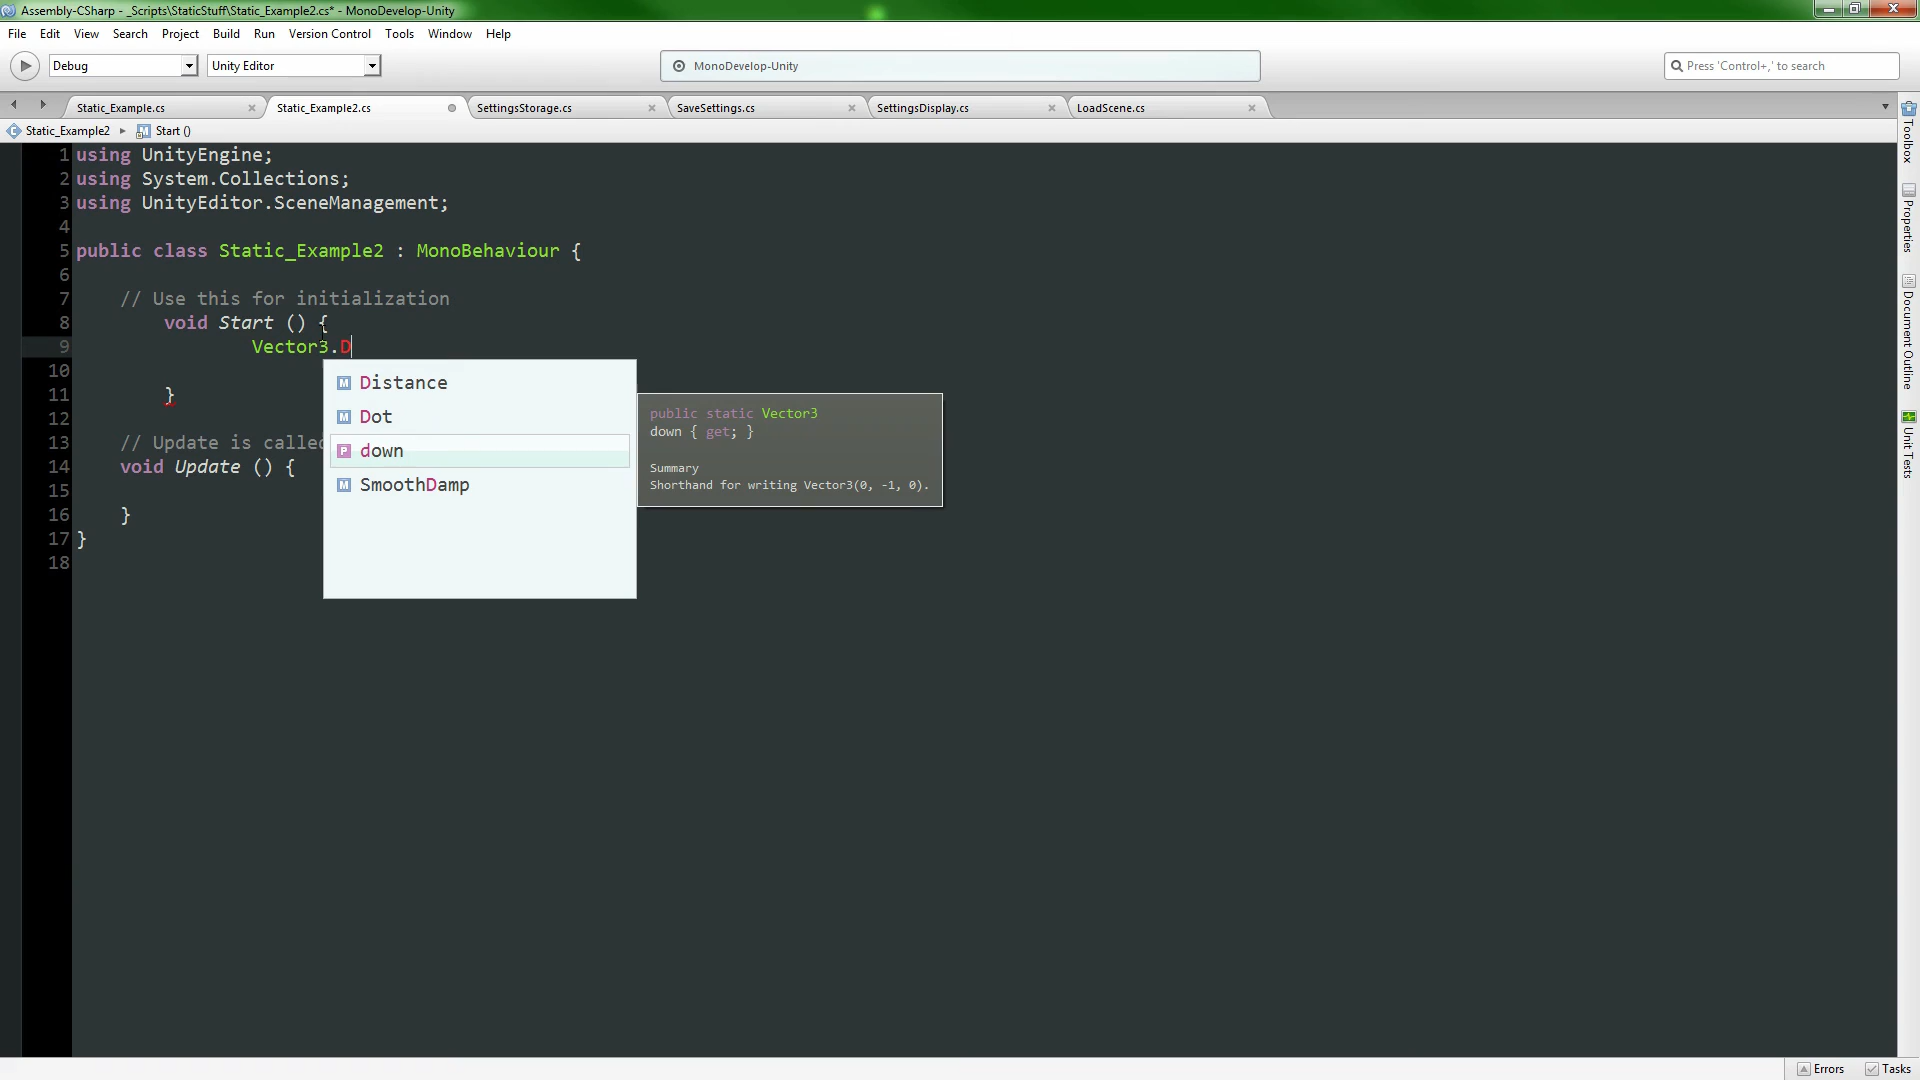 Assembly-CSharp - _Scripts\StaticStuff\Static_Example2.cs* - MonoDevelop-Unity
File Edit View Search Project Build Run Version Control Tools Window Help
Debug Unity Editor MonoDevelop-Unity Press 'Control+,' to search
Static_Example.cs Static_Example2.cs SettingsStorage.cs SaveSettings.cs SettingsDisplay.cs LoadScene.cs
Static_Example2 M Start ()
1 using UnityEngine;
2 using System.Collections;
3 using UnityEditor.SceneManagement;
4
5 public class Static_Example2 : MonoBehaviour {
6
7 // Use this for initialization
8 void Start () {
9 Vector3.D
10
11 }
12
13 // Update is called
14 void Update () {
15
16 }
17 }
18
M Distance
M Dot
P down
M SmoothDamp
public static Vector3
down { get; }
Summary
Shorthand for writing Vector3(0, -1, 0).
Toolbox
Properties
Document Outline
Unit Tests
Errors Tasks